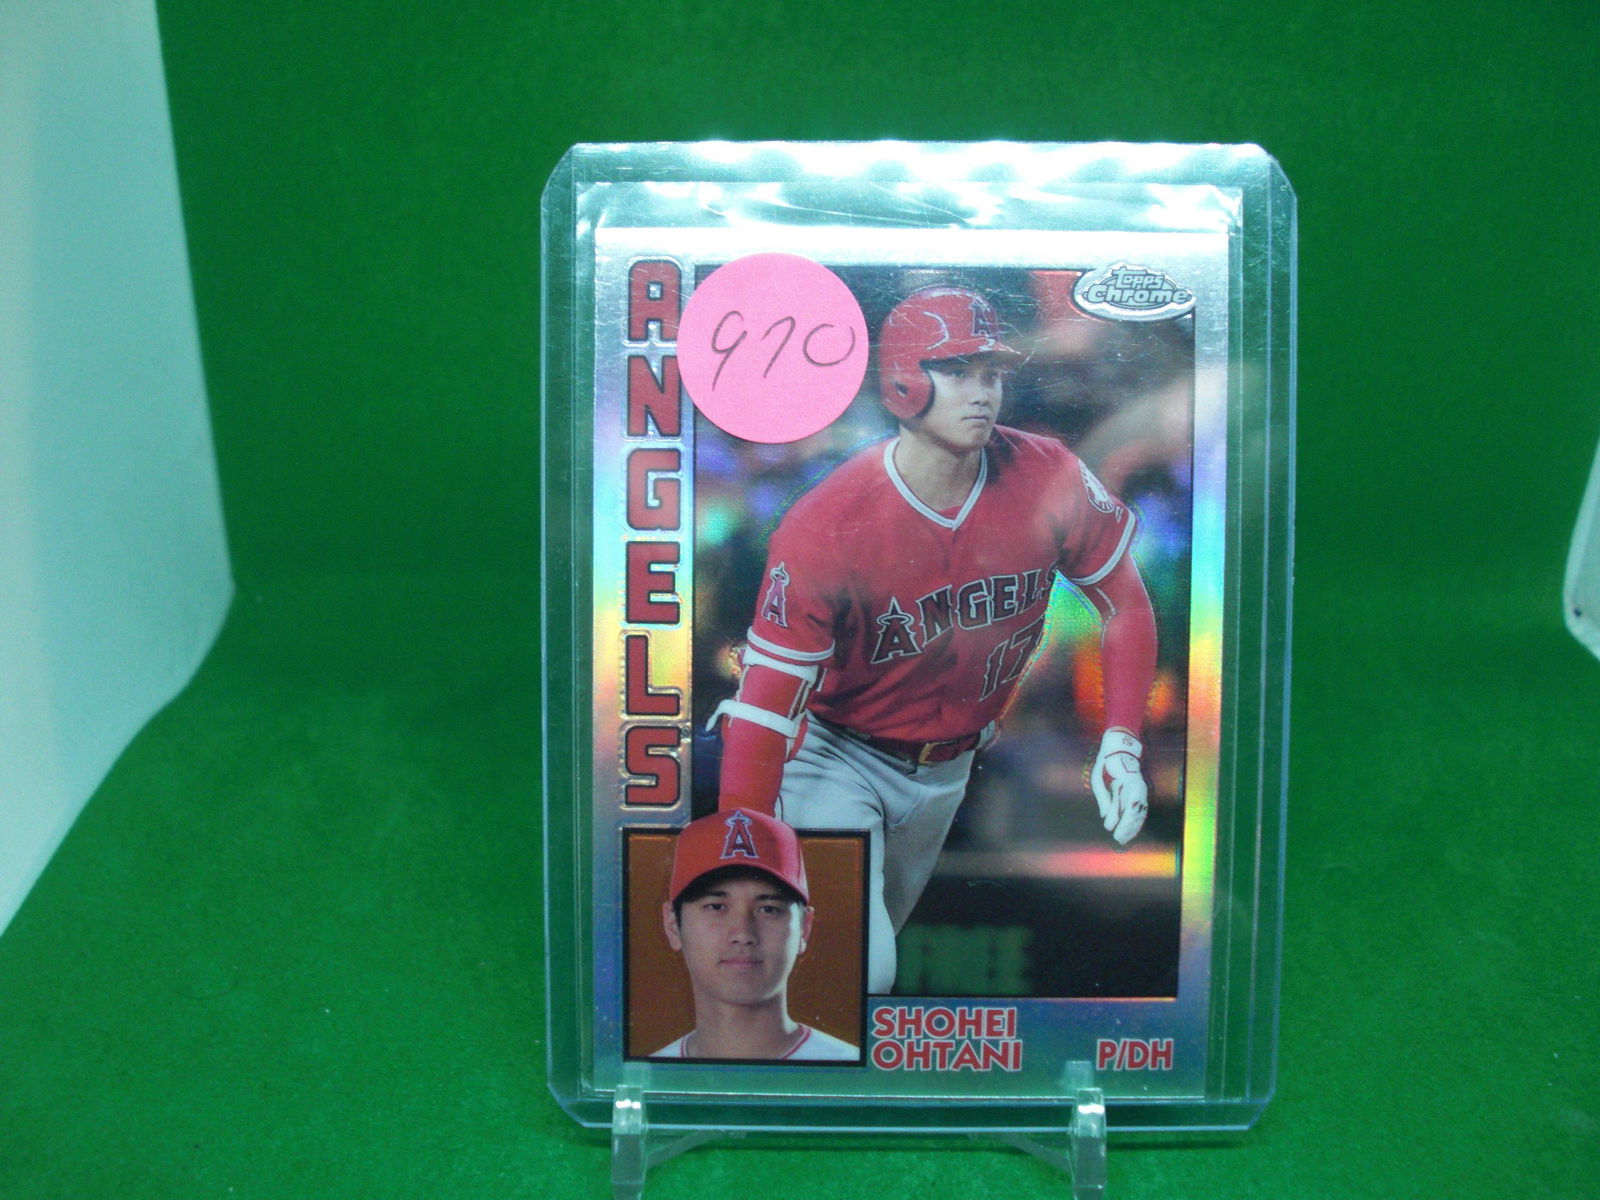 ANGELS
970
Topps
Chrome
A
A
ANGELS
17
A
SHOHEI
OHTANI
P/DH